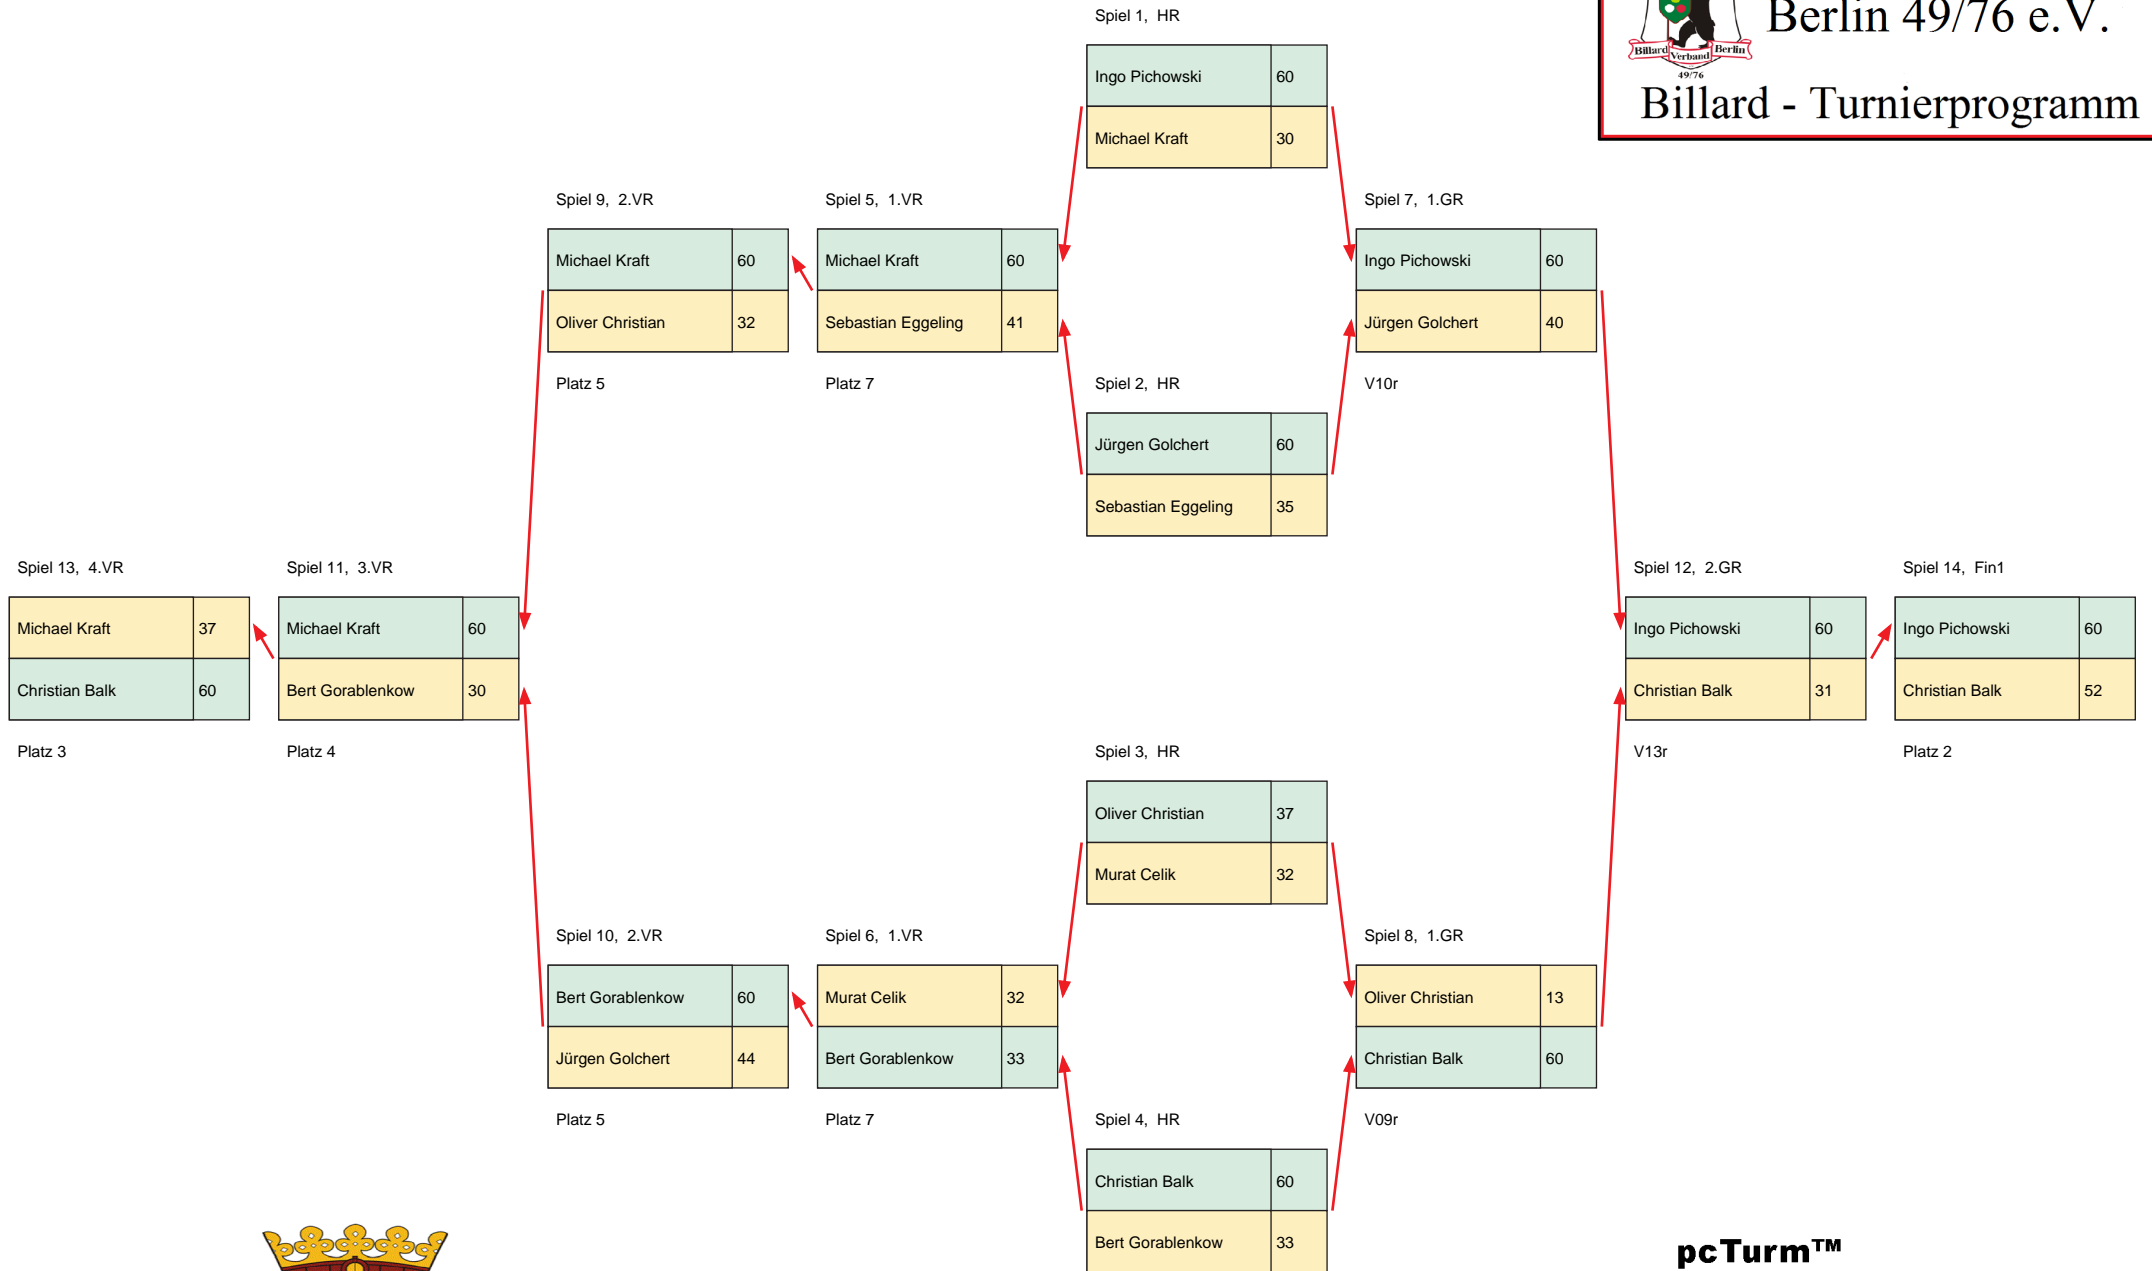 Spiel 1, HR
Berlin 49/76 e.V.
Billard Verband Berlin
49/76
Billard - Turnierprogramm
Ingo Pichowski 60
Michael Kraft 30
Spiel 9, 2.VR
Michael Kraft 60
Oliver Christian 32
Platz 5
Spiel 5, 1.VR
Michael Kraft 60
Sebastian Eggeling 41
Platz 7
Spiel 7, 1.GR
Ingo Pichowski 60
Jürgen Golchert 40
V10r
Spiel 2, HR
Jürgen Golchert 60
Sebastian Eggeling 35
Spiel 13, 4.VR
Michael Kraft 37
Christian Balk 60
Platz 3
Spiel 11, 3.VR
Michael Kraft 60
Bert Gorablenkow 30
Platz 4
Spiel 12, 2.GR
Ingo Pichowski 60
Christian Balk 31
V13r
Spiel 14, Fin1
Ingo Pichowski 60
Christian Balk 52
Platz 2
Spiel 3, HR
Oliver Christian 37
Murat Celik 32
Spiel 10, 2.VR
Bert Gorablenkow 60
Jürgen Golchert 44
Platz 5
Spiel 6, 1.VR
Murat Celik 32
Bert Gorablenkow 33
Platz 7
Spiel 8, 1.GR
Oliver Christian 13
Christian Balk 60
V09r
Spiel 4, HR
Christian Balk 60
Bert Gorablenkow 33
pcTurm™